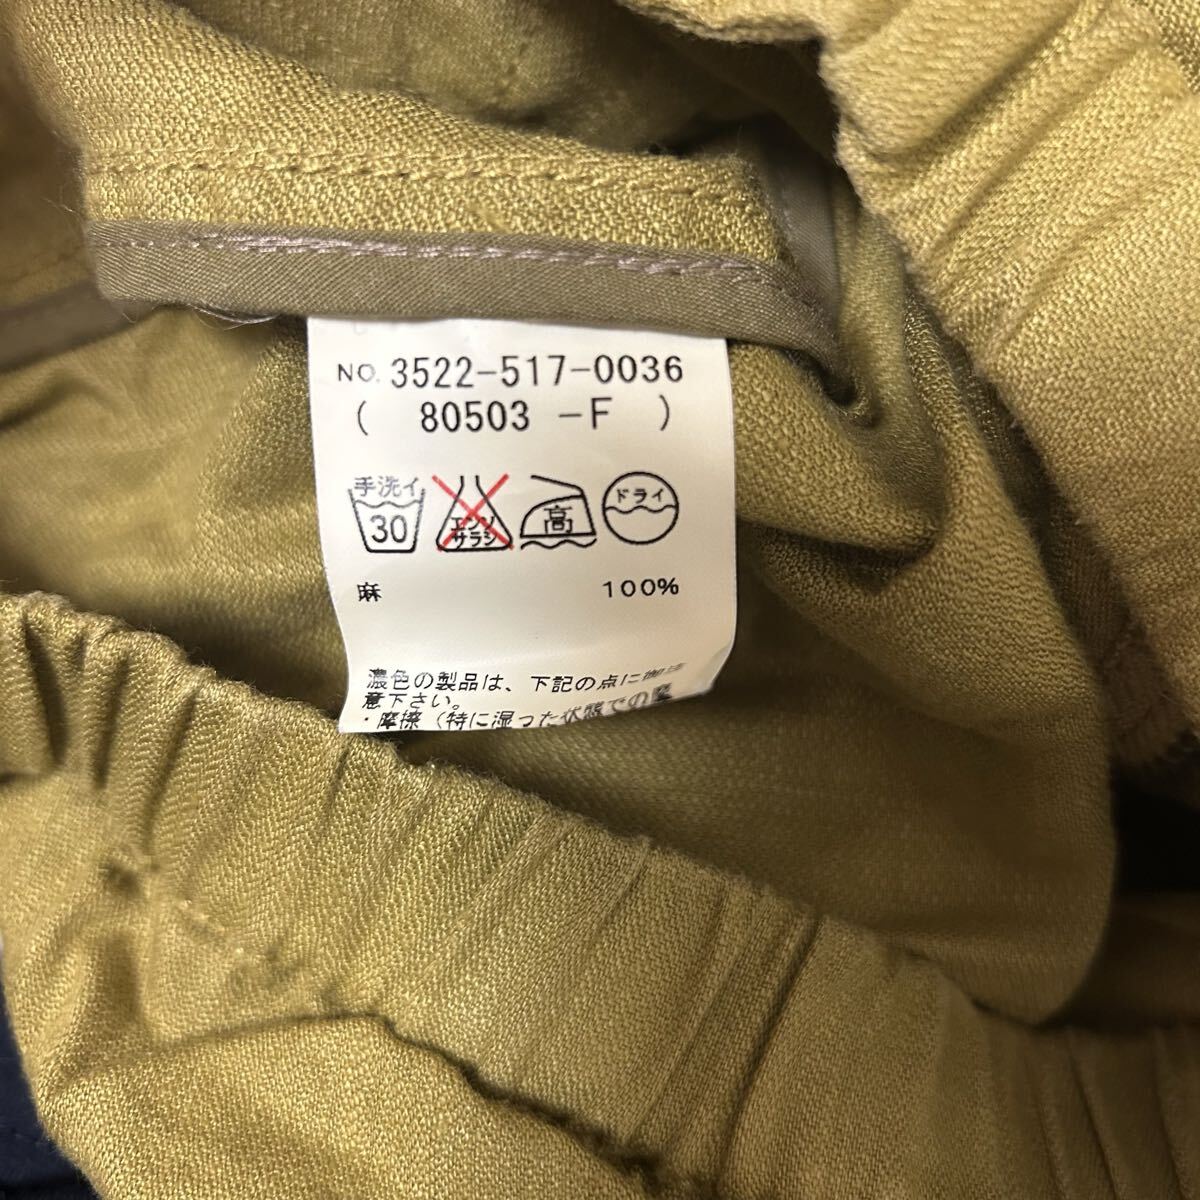 NO. 3522-517-0036
( 80503 -F )
手洗イ エンソ 高 ドライ
30 サラシ
麻 100%
濃色の製品は、下記の点に御注
意下さい。
・摩擦（特に湿った状態での摩